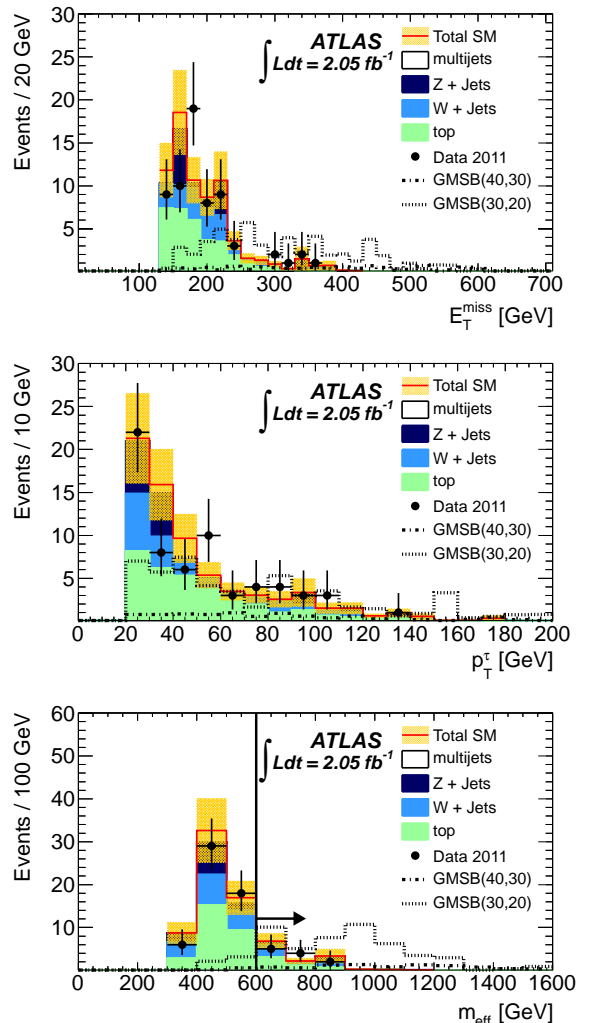 Events / 20 GeV
30
25
20
15
10
5
ATLAS
∫ Ldt = 2.05 fb⁻¹
Total SM
multijets
Z + Jets
W + Jets
top
Data 2011
GMSB(40,30)
GMSB(30,20)
100 200 300 400 500 600 700
E_T^miss [GeV]
Events / 10 GeV
30
25
20
15
10
5
0
ATLAS
∫ Ldt = 2.05 fb⁻¹
Total SM
multijets
Z + Jets
W + Jets
top
Data 2011
GMSB(40,30)
GMSB(30,20)
0 20 40 60 80 100 120 140 160 180 200
p_T^τ [GeV]
Events / 100 GeV
60
50
40
30
20
10
0
ATLAS
∫ Ldt = 2.05 fb⁻¹
Total SM
multijets
Z + Jets
W + Jets
top
Data 2011
GMSB(40,30)
GMSB(30,20)
0 200 400 600 800 1000 1200 1400 1600
m_eff [GeV]